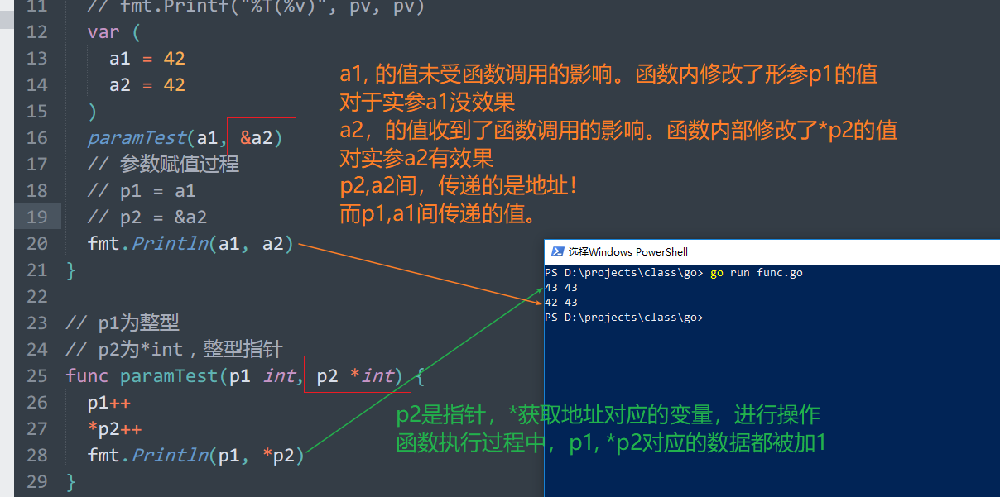 11 // fmt.Printf("%T(%v)", pv, pv)
12 var (
13 a1 = 42
14 a2 = 42
15 )
16 paramTest(a1, &a2)
17 // 参数赋值过程
18 // p1 = a1
19 // p2 = &a2
20 fmt.Println(a1, a2)
21 }
22
23 // p1为整型
24 // p2为*int，整型指针
25 func paramTest(p1 int, p2 *int) {
26 p1++
27 *p2++
28 fmt.Println(p1, *p2)
29 }
a1, 的值未受函数调用的影响。函数内修改了形参p1的值
对于实参a1没效果
a2，的值收到了函数调用的影响。函数内部修改了*p2的值
对实参a2有效果
p2,a2间，传递的是地址！
而p1,a1间传递的值。
选择Windows PowerShell
PS D:\projects\class\go> go run func.go
43 43
42 43
PS D:\projects\class\go>
p2是指针，*获取地址对应的变量，进行操作
函数执行过程中，p1, *p2对应的数据都被加1